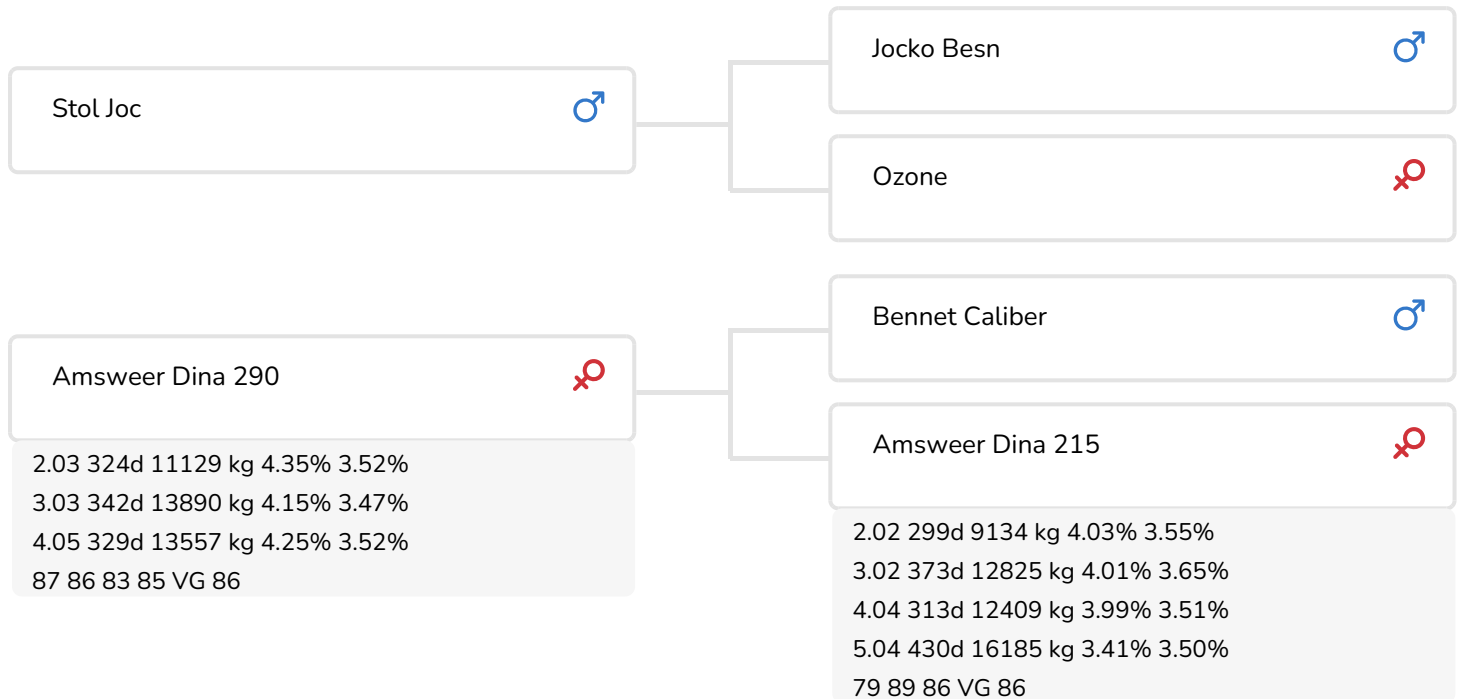 Stol Joc
Jocko Besn
Ozone
Amsweer Dina 290
2.03 324d 11129 kg 4.35% 3.52%
3.03 342d 13890 kg 4.15% 3.47%
4.05 329d 13557 kg 4.25% 3.52%
87 86 83 85 VG 86
Bennet Caliber
Amsweer Dina 215
2.02 299d 9134 kg 4.03% 3.55%
3.02 373d 12825 kg 4.01% 3.65%
4.04 313d 12409 kg 3.99% 3.51%
5.04 430d 16185 kg 3.41% 3.50%
79 89 86 VG 86